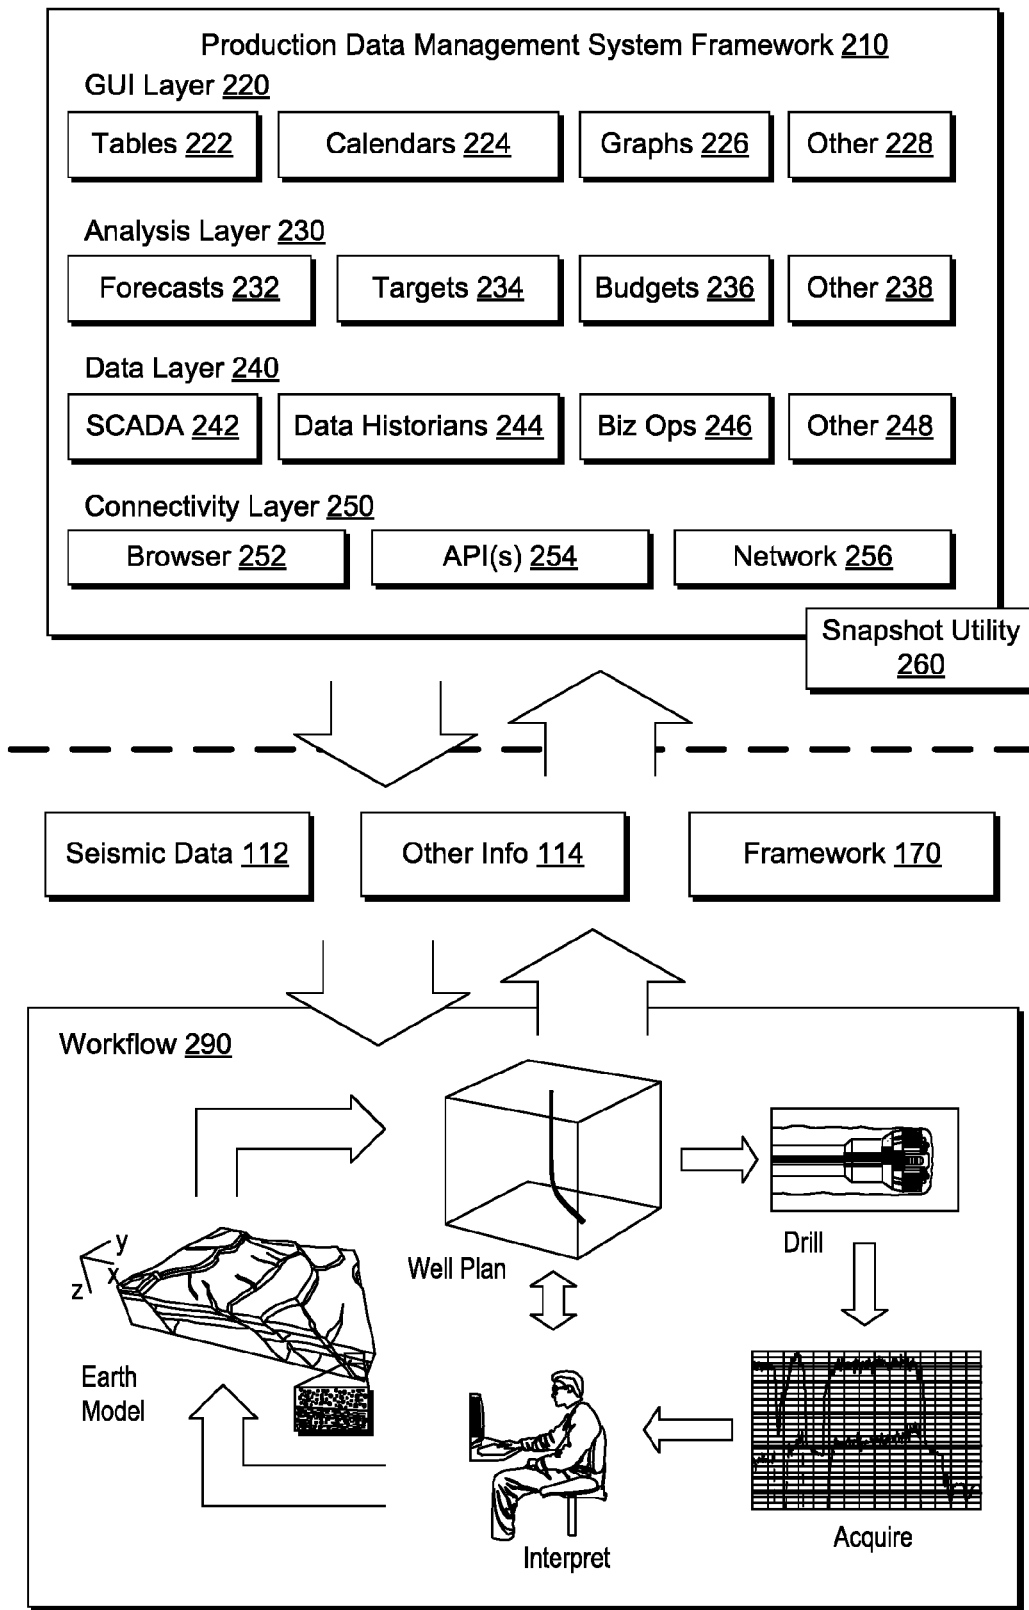 Production Data Management System Framework 210
GUI Layer 220
Tables 222
Calendars 224
Graphs 226
Other 228
Analysis Layer 230
Forecasts 232
Targets 234
Budgets 236
Other 238
Data Layer 240
SCADA 242
Data Historians 244
Biz Ops 246
Other 248
Connectivity Layer 250
Browser 252
API(s) 254
Network 256
Snapshot Utility
260
Seismic Data 112
Other Info 114
Framework 170
Workflow 290
Well Plan
Drill
y
x
z
Earth
Model
Interpret
Acquire